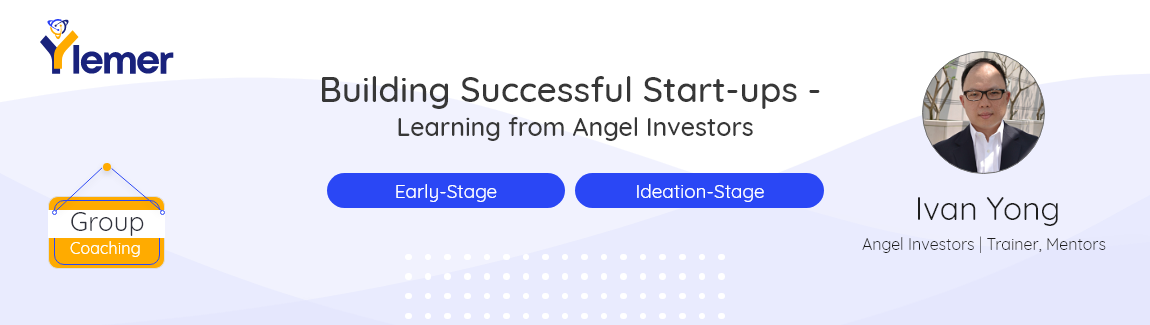 Ylemer
Building Successful Start-ups -
Learning from Angel Investors
Early-Stage
Ideation-Stage
Group
Coaching
Ivan Yong
Angel Investors | Trainer, Mentors